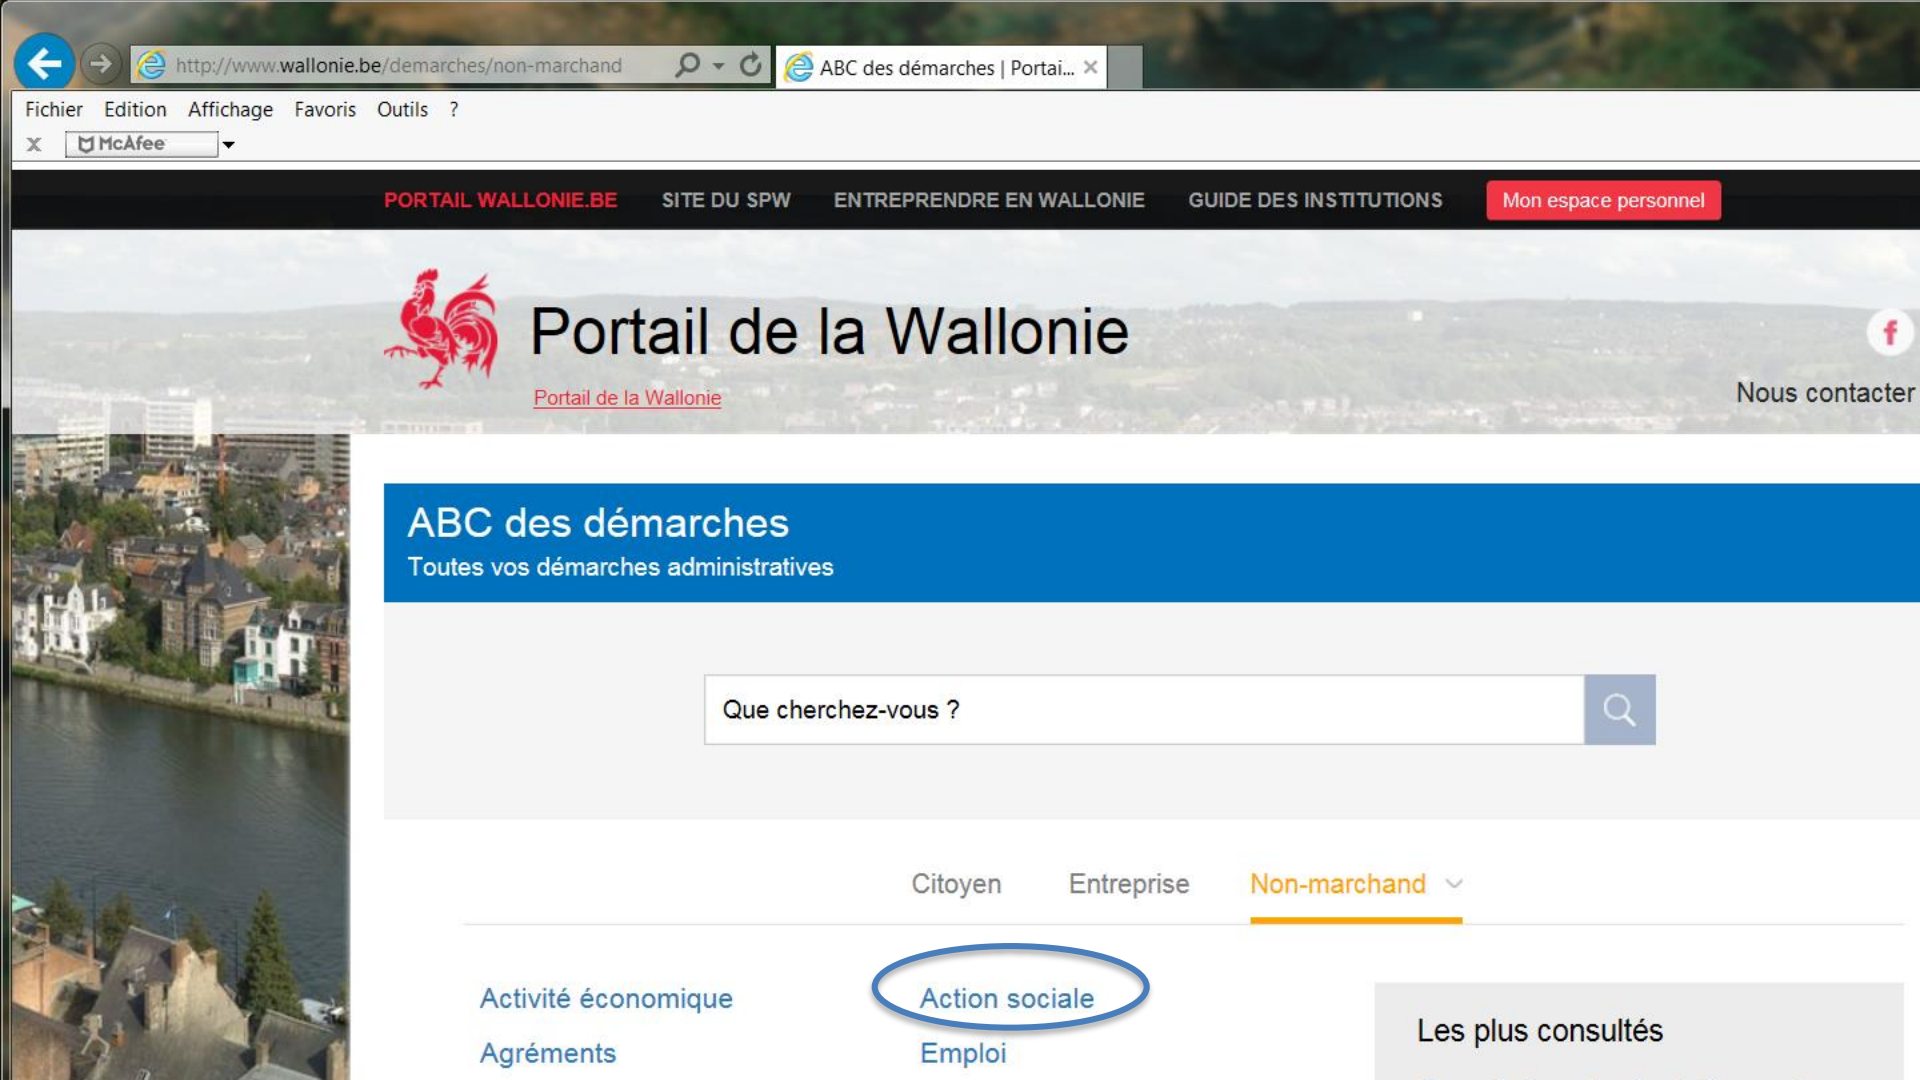 http://www.wallonie.be/demarches/non-marchand
ABC des démarches | Portai...
Fichier Edition Affichage Favoris Outils ?
X McAfee
PORTAIL WALLONIE.BE SITE DU SPW ENTREPRENDRE EN WALLONIE GUIDE DES INSTITUTIONS Mon espace personnel
Portail de la Wallonie
f
Portail de la Wallonie
Nous contacter
ABC des démarches
Toutes vos démarches administratives
Que cherchez-vous ?
Citoyen Entreprise Non-marchand
Activité économique Action sociale
Les plus consultés
Agréments Emploi